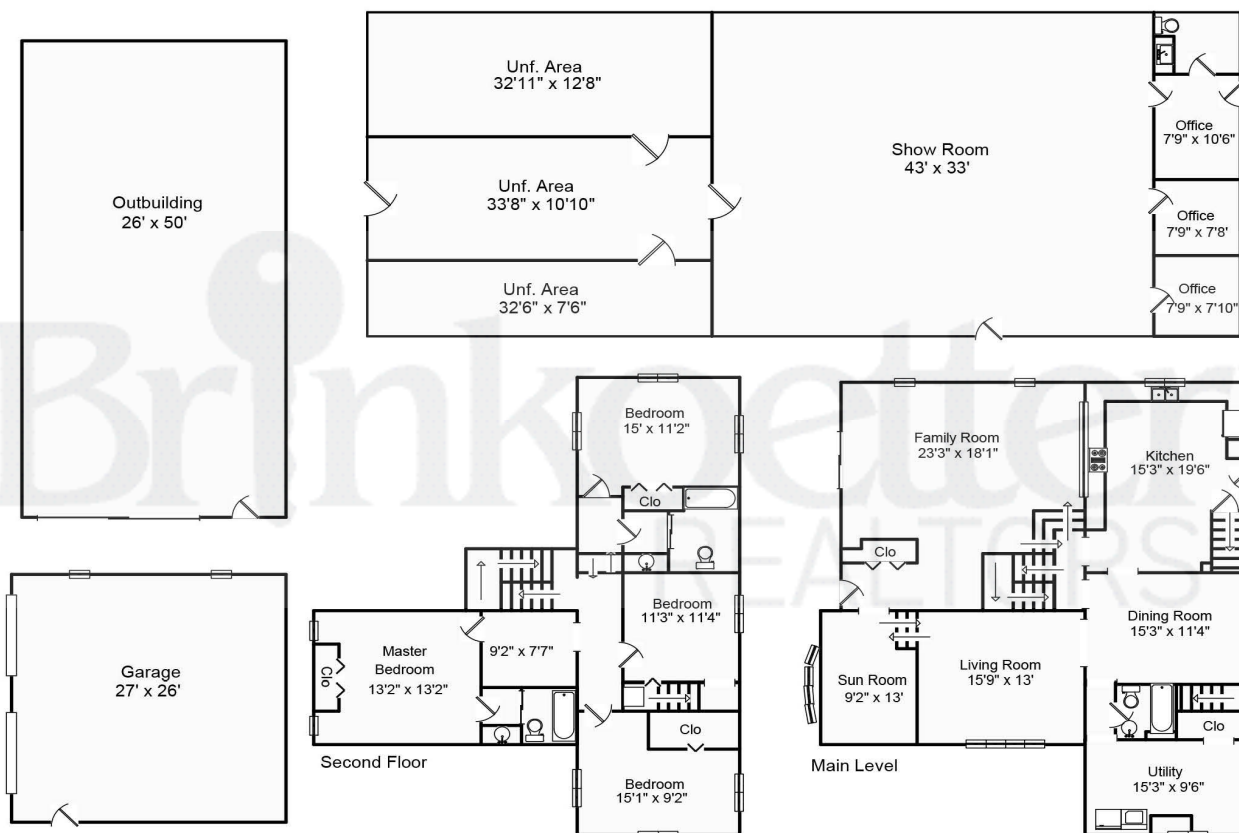 Outbuilding
26' x 50'
Unf. Area
32'11" x 12'8"
Unf. Area
33'8" x 10'10"
Unf. Area
32'6" x 7'6"
Show Room
43' x 33'
Office
7'9" x 10'6"
Office
7'9" x 7'8'
Office
7'9" x 7'10"
Brinkoetter
REALTORS
Garage
27' x 26'
Bedroom
15' x 11'2"
Clo
Bedroom
11'3" x 11'4"
Master
Bedroom
13'2" x 13'2"
Clo
9'2" x 7'7"
Clo
Bedroom
15'1" x 9'2"
Second Floor
Family Room
23'3" x 18'1"
Kitchen
15'3" x 19'6"
Clo
Dining Room
15'3" x 11'4"
Living Room
15'9" x 13'
Sun Room
9'2" x 13'
Clo
Utility
15'3" x 9'6"
Main Level